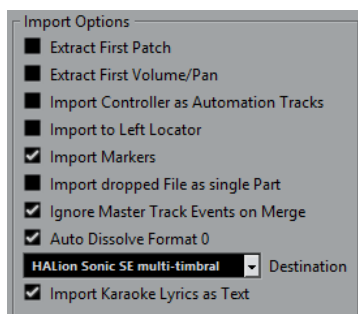 Import Options
Extract First Patch
Extract First Volume/Pan
Import Controller as Automation Tracks
Import to Left Locator
Import Markers
Import dropped File as single Part
Ignore Master Track Events on Merge
Auto Dissolve Format 0
HALion Sonic SE multi-timbral Destination
Import Karaoke Lyrics as Text